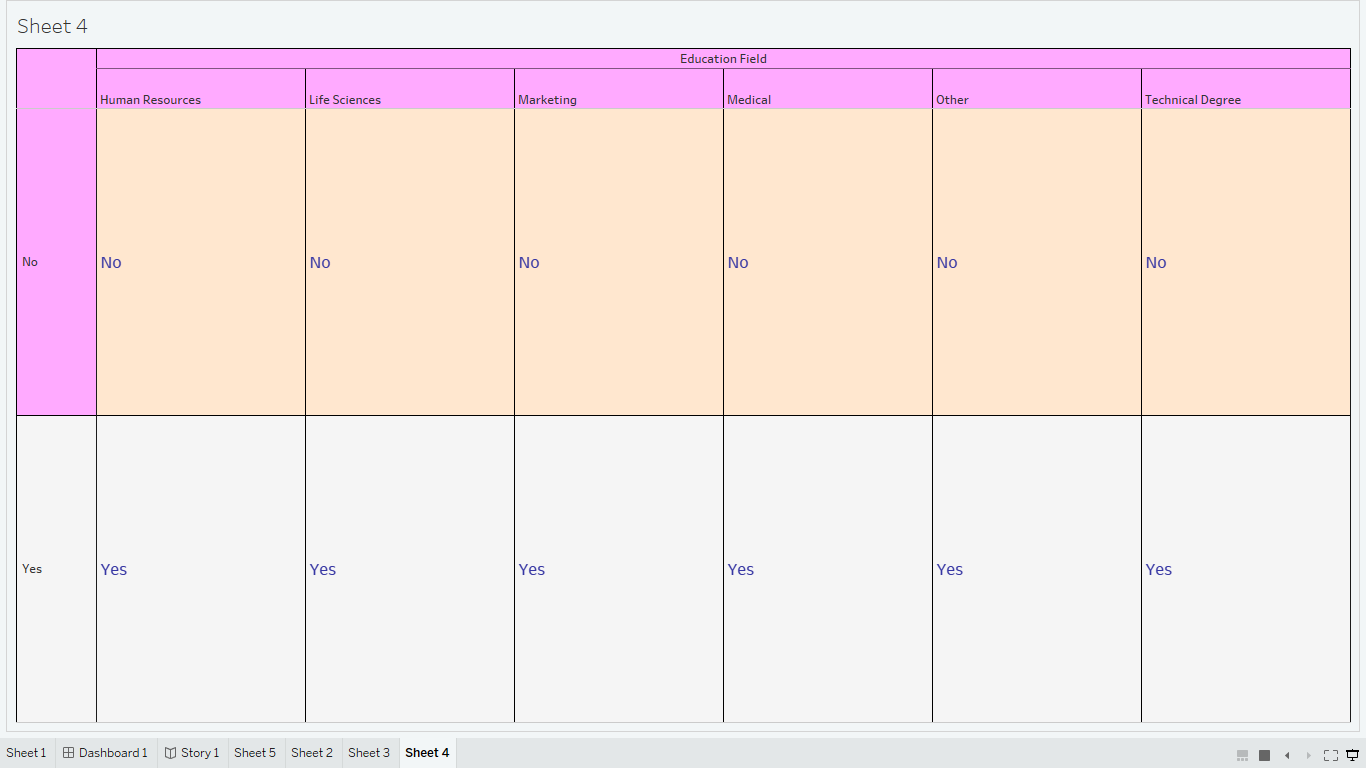 Sheet 4
Education Field
Human Resources Life Sciences Marketing Medical Other Technical Degree
No No No No No No No
Yes Yes Yes Yes Yes Yes Yes
Sheet 1 Dashboard 1 Story 1 Sheet 5 Sheet 2 Sheet 3 Sheet 4